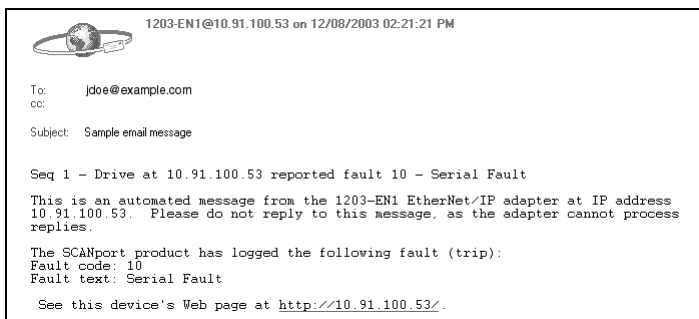 1203-EN1@10.91.100.53 on 12/08/2003 02:21:21 PM
To: jdoe@example.com
cc:
Subject: Sample email message
Seq 1 - Drive at 10.91.100.53 reported fault 10 - Serial Fault
This is an automated message from the 1203-EN1 EtherNet/IP adapter at IP address
10.91.100.53. Please do not reply to this message, as the adapter cannot process
replies.
The SCANport product has logged the following fault (trip):
Fault code: 10
Fault text: Serial Fault
See this device's Web page at http://10.91.100.53/.